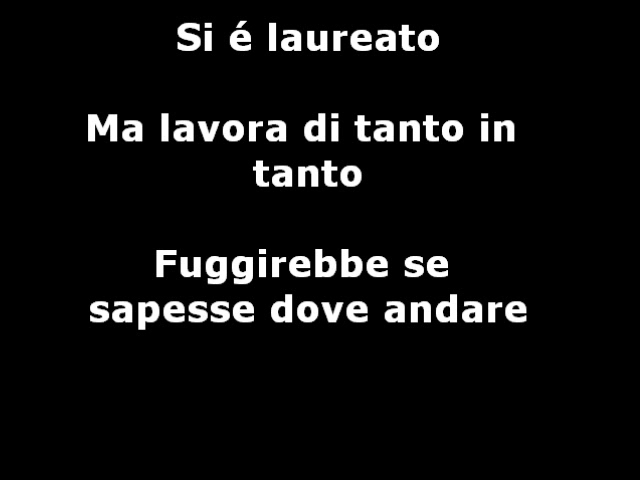 Si é laureato
Ma lavora di tanto in
tanto
Fuggirebbe se
sapesse dove andare